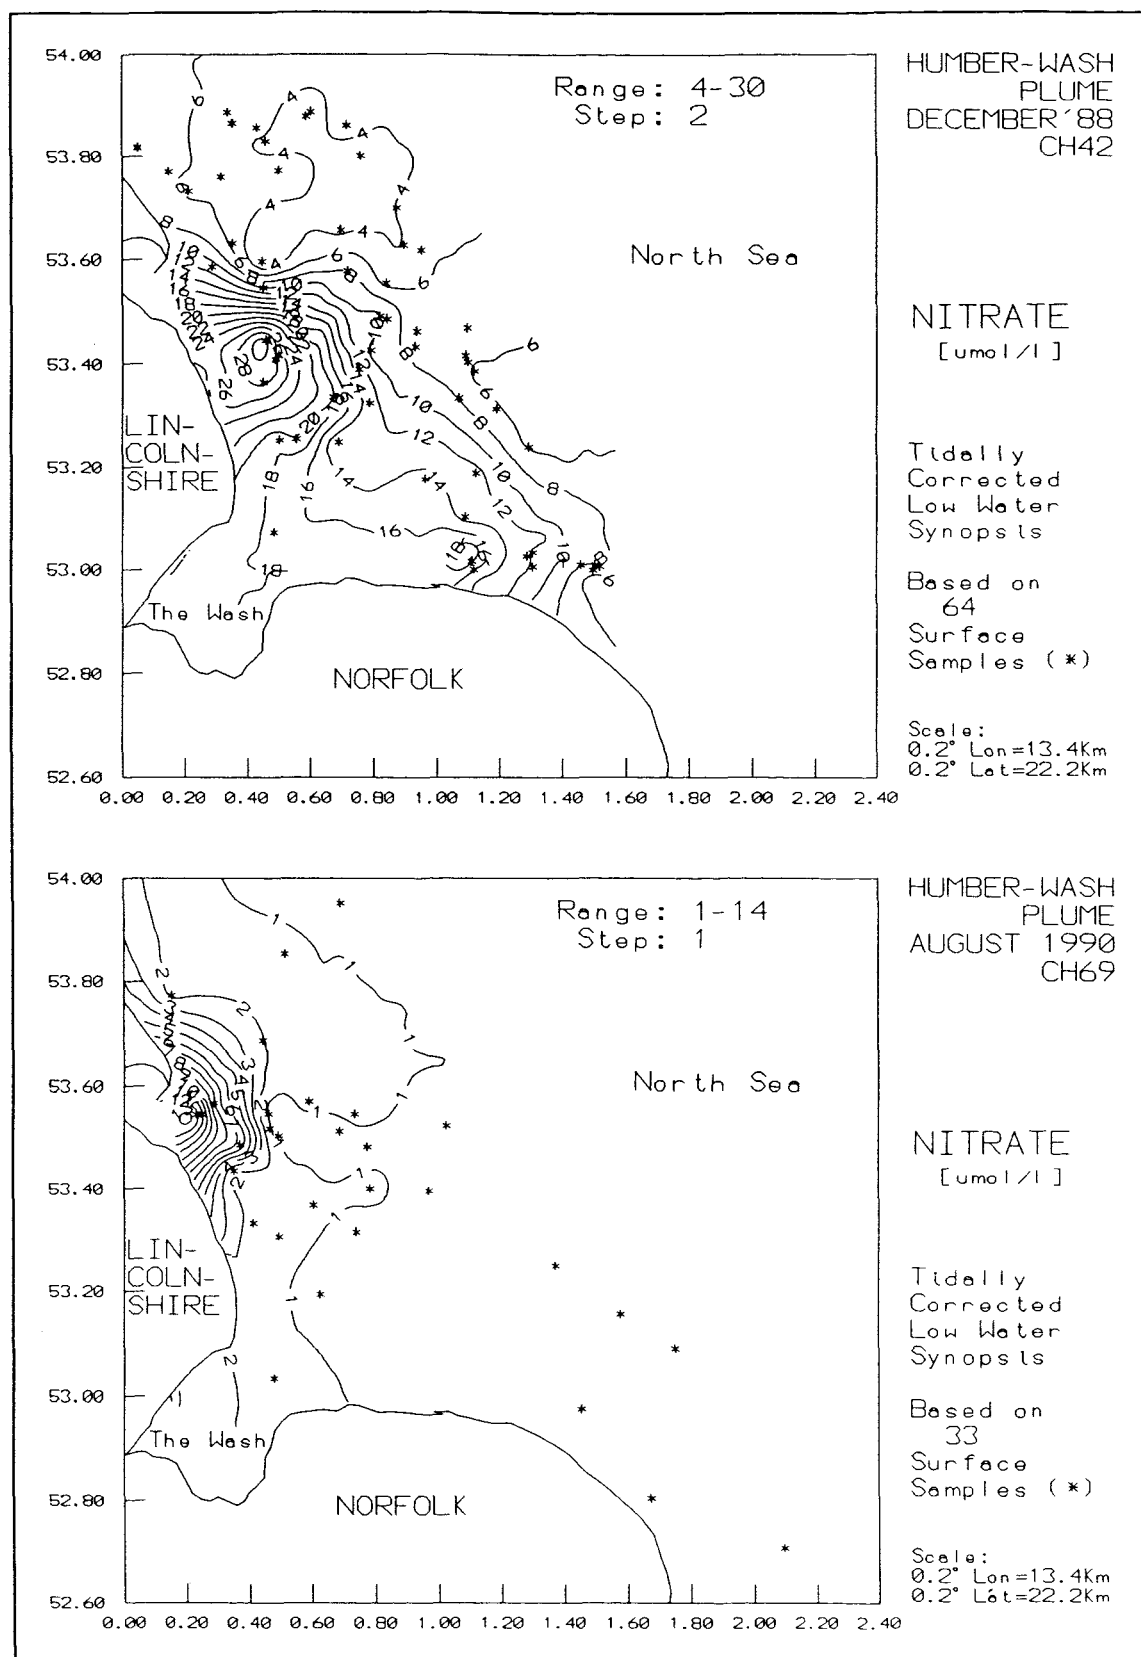 54.00
53.80
53.60
53.40
53.20
53.00
52.80
52.60
0.00 0.20 0.40 0.60 0.80 1.00 1.20 1.40 1.60 1.80 2.00 2.20 2.40
Range: 4-30
Step: 2
North Sea
LIN-
COLN-
SHIRE
The Wash
NORFOLK
HUMBER-WASH
PLUME
DECEMBER'88
CH42
NITRATE
[umol/l]
Tidally
Corrected
Low Water
Synopsis
Based on
64
Surface
Samples (*)
Scale:
0.2° Lon=13.4Km
0.2° Lat=22.2Km
54.00
53.80
53.60
53.40
53.20
53.00
52.80
52.60
0.00 0.20 0.40 0.60 0.80 1.00 1.20 1.40 1.60 1.80 2.00 2.20 2.40
Range: 1-14
Step: 1
North Sea
LIN-
COLN-
SHIRE
The Wash
NORFOLK
HUMBER-WASH
PLUME
AUGUST 1990
CH69
NITRATE
[umol/l]
Tidally
Corrected
Low Water
Synopsis
Based on
33
Surface
Samples (*)
Scale:
0.2° Lon=13.4Km
0.2° Lat=22.2Km